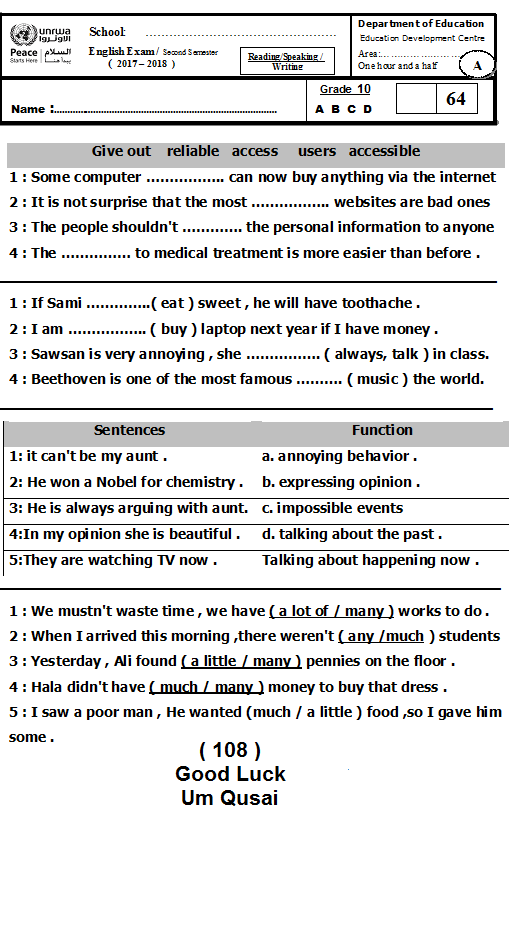 unrwa
الأونروا
Peace Starts Here
السلام يبدأ هنا
School: ........................................................
English Exam / Second Semester
( 2017 – 2018 )
Reading/Speaking / Writing
Department of Education
Education Development Centre
Area:........................
One hour and a half
A
Name :.............................................................................
Grade 10
A B C D
64
Give out reliable access users accessible
1 : Some computer ................ can now buy anything via the internet
2 : It is not surprise that the most ................ websites are bad ones
3 : The people shouldn't ............. the personal information to anyone
4 : The ............... to medical treatment is more easier than before .
1 : If Sami ..............( eat ) sweet , he will have toothache .
2 : I am ................. ( buy ) laptop next year if I have money .
3 : Sawsan is very annoying , she ................ ( always, talk ) in class.
4 : Beethoven is one of the most famous .......... ( music ) the world.
Sentences Function
1: it can't be my aunt . a. annoying behavior .
2: He won a Nobel for chemistry . b. expressing opinion .
3: He is always arguing with aunt. c. impossible events
4:In my opinion she is beautiful . d. talking about the past .
5:They are watching TV now . Talking about happening now .
1 : We mustn't waste time , we have ( a lot of / many ) works to do .
2 : When I arrived this morning ,there weren't ( any /much ) students
3 : Yesterday , Ali found ( a little / many ) pennies on the floor .
4 : Hala didn't have ( much / many ) money to buy that dress .
5 : I saw a poor man , He wanted (much / a little ) food ,so I gave him
some .
( 108 )
Good Luck
Um Qusai